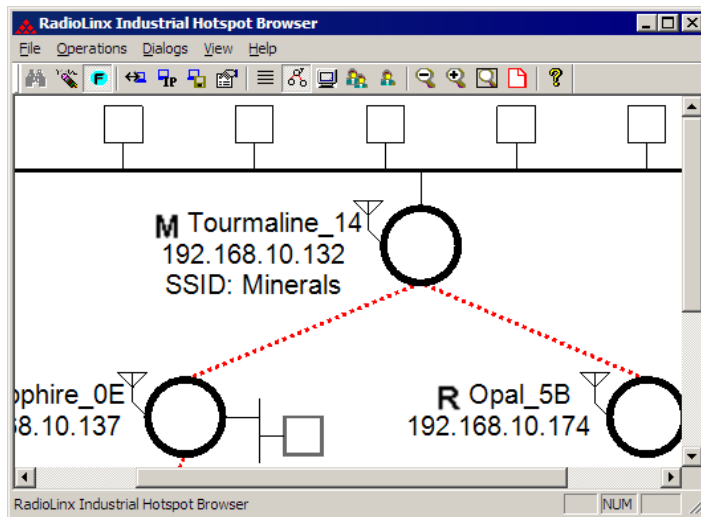 RadioLinx Industrial Hotspot Browser
File Operations Dialogs View Help
F IP ?
M Tourmaline_14
192.168.10.132
SSID: Minerals
pphire_0E
R Opal_5B
68.10.137
192.168.10.174
RadioLinx Industrial Hotspot Browser
NUM